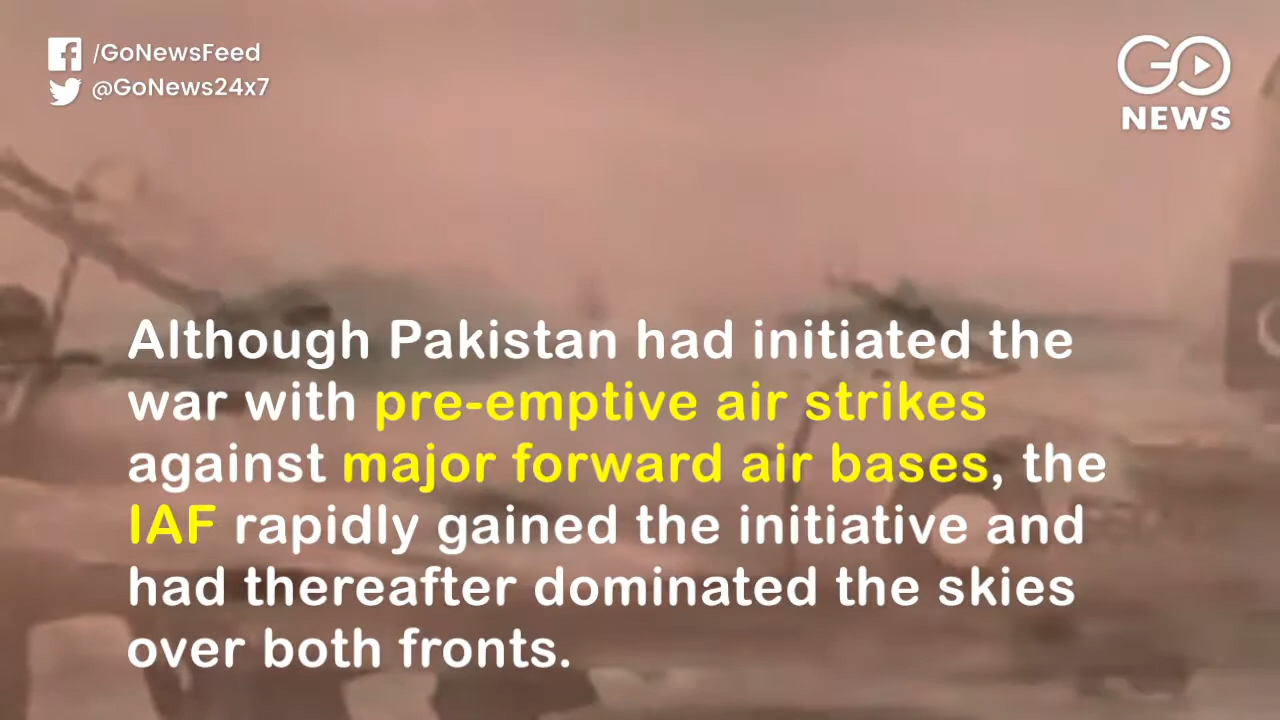 /GoNewsFeed
@GoNews24x7
GO
NEWS
Although Pakistan had initiated the
war with pre-emptive air strikes
against major forward air bases, the
IAF rapidly gained the initiative and
had thereafter dominated the skies
over both fronts.